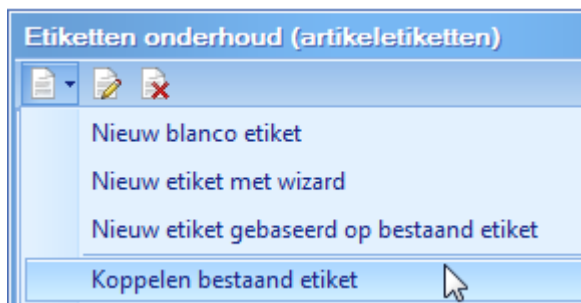 Etiketten onderhoud (artikeletiketten)
Nieuw blanco etiket
Nieuw etiket met wizard
Nieuw etiket gebaseerd op bestaand etiket
Koppelen bestaand etiket